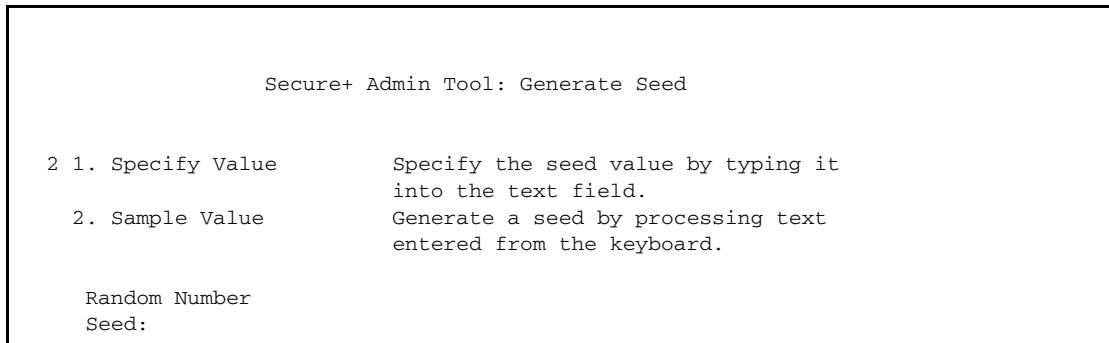 Secure+ Admin Tool: Generate Seed
2 1. Specify Value Specify the seed value by typing it
into the text field.
2. Sample Value Generate a seed by processing text
entered from the keyboard.
Random Number
Seed: